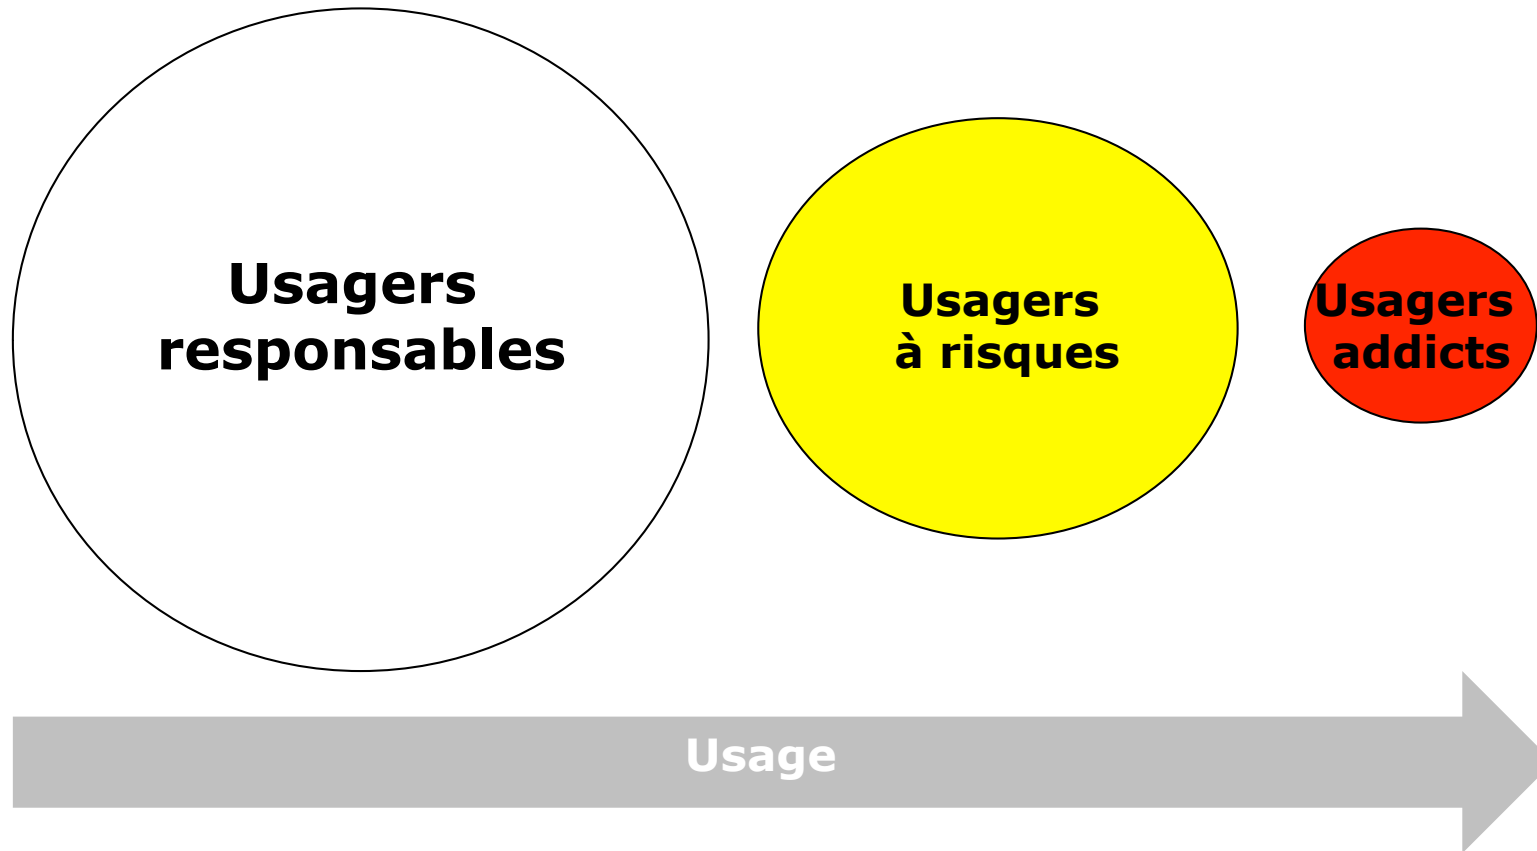 Usagers
responsables
Usagers
à risques
Usagers
addicts
Usage